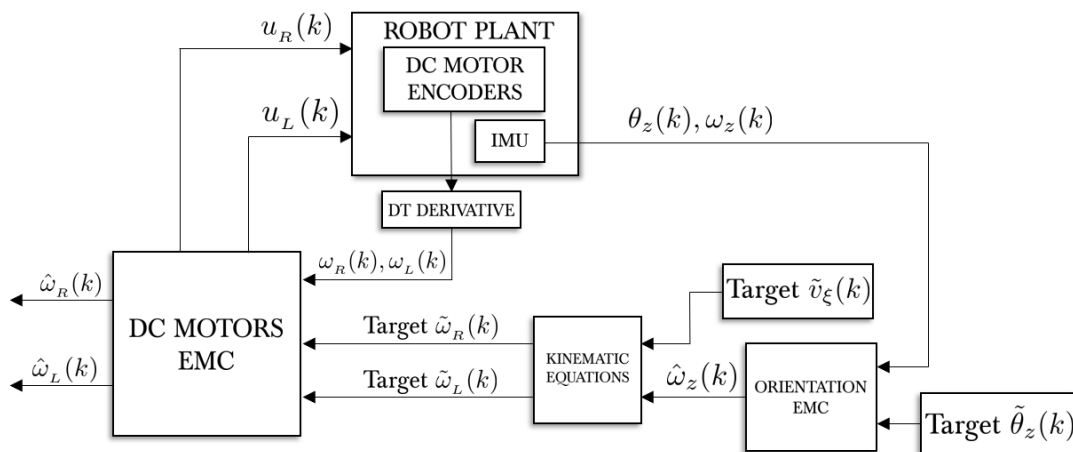 u_R(k)
ROBOT PLANT
DC MOTOR
ENCODERS
u_L(k)
IMU
θ_z(k), ω_z(k)
DT DERIVATIVE
ω_R(k), ω_L(k)
ω̂_R(k)
DC MOTORS
EMC
ω̂_L(k)
Target ω̃_R(k)
Target ω̃_L(k)
KINEMATIC
EQUATIONS
Target ṽ_ξ(k)
ω̂_z(k)
ORIENTATION
EMC
Target θ̃_z(k)